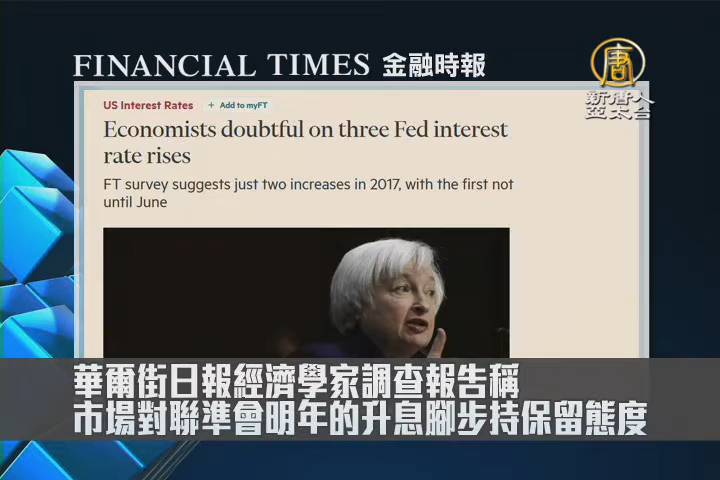 FINANCIAL TIMES 金融時報
唐
新唐人
亞太台
US Interest Rates + Add to myFT
Economists doubtful on three Fed interest
rate rises
FT survey suggests just two increases in 2017, with the first not
until June
華爾街日報經濟學家調查報告稱
市場對聯準會明年的升息腳步持保留態度